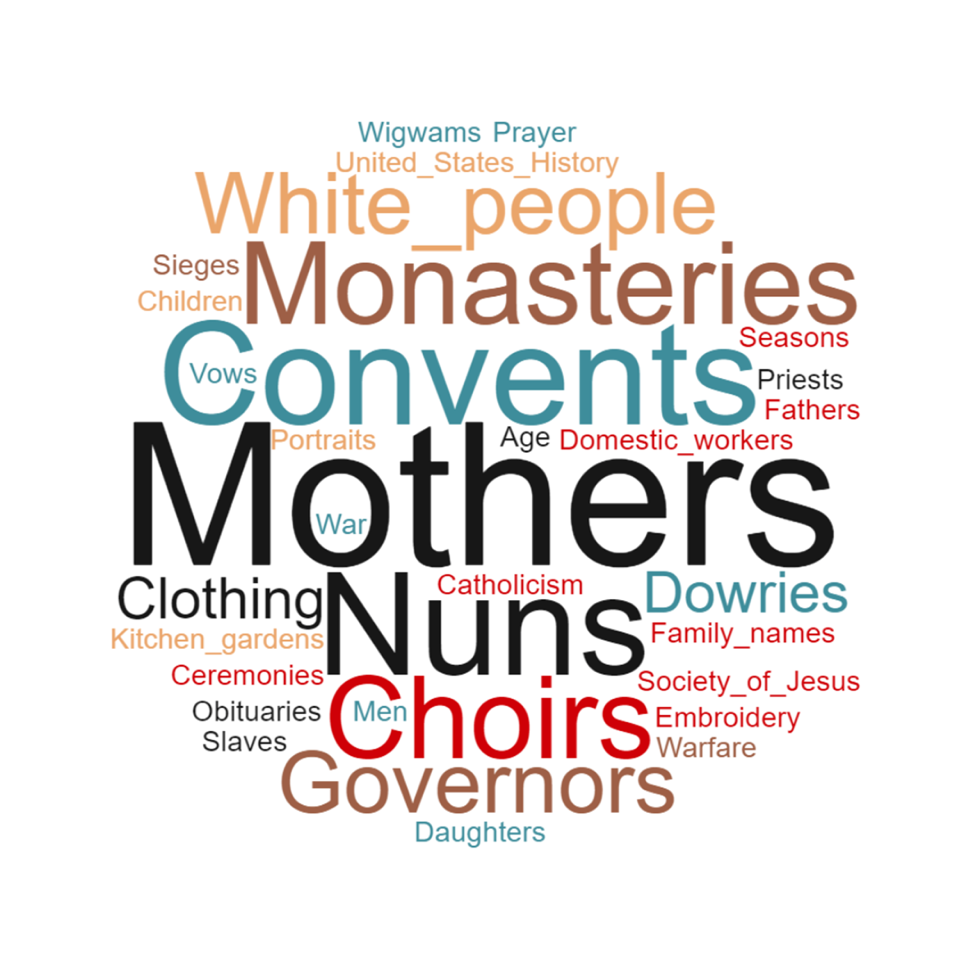 Wigwams Prayer
United_States_History
White_people
Sieges
Monasteries
Children
Seasons
Convents
Vows
Priests
Fathers
Portraits
Age
Domestic_workers
Mothers
War
Clothing
Catholicism
Dowries
Nuns
Kitchen_gardens
Family_names
Ceremonies
Society_of_Jesus
Obituaries
Men
Choirs
Embroidery
Slaves
Warfare
Governors
Daughters